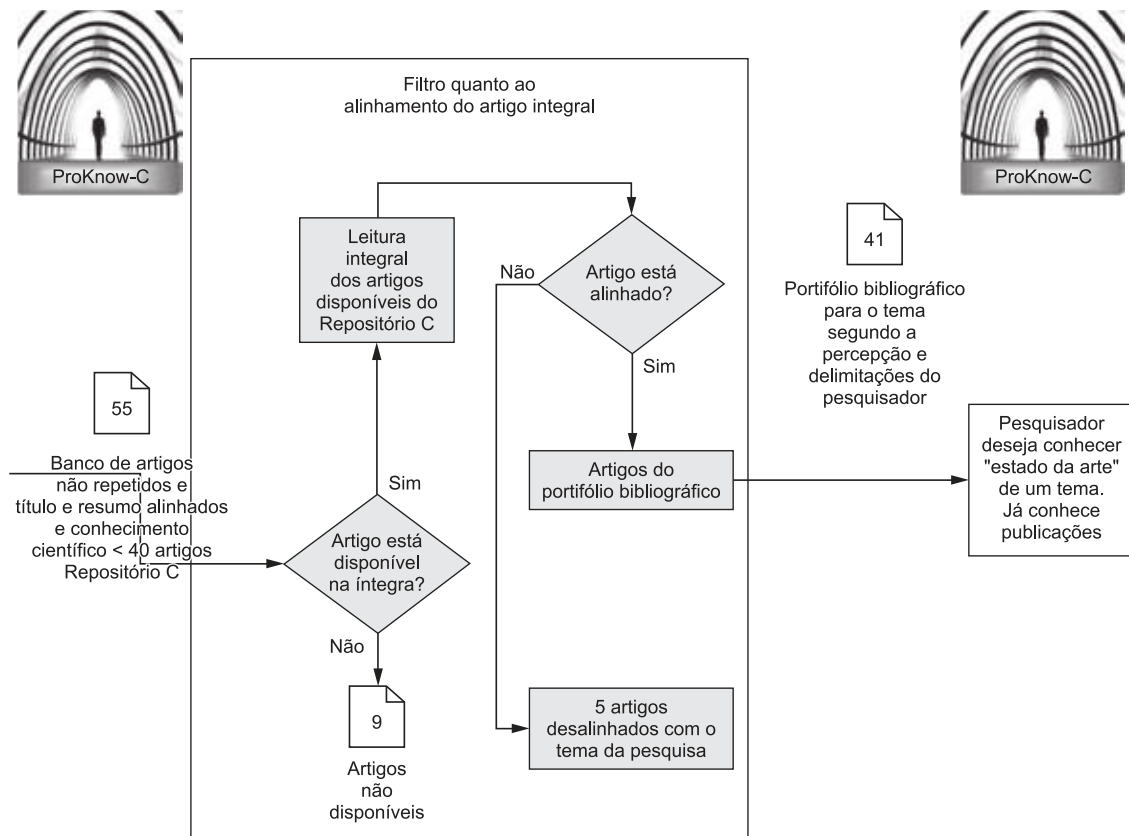 ProKnow-C
ProKnow-C
Filtro quanto ao
alinhamento do artigo integral
55
Banco de artigos
não repetidos e
título e resumo alinhados
e conhecimento
científico < 40 artigos
Repositório C
Artigo está
disponível
na íntegra?
Sim
Não
9
Artigos
não
disponíveis
Leitura
integral
dos artigos
disponíveis do
Repositório C
Artigo está
alinhado?
Não
Sim
Artigos do
portifólio bibliográfico
5 artigos
desalinhados com o
tema da pesquisa
41
Portifólio bibliográfico
para o tema
segundo a
percepção e
delimitações do
pesquisador
Pesquisador
deseja conhecer
"estado da arte"
de um tema.
Já conhece
publicações